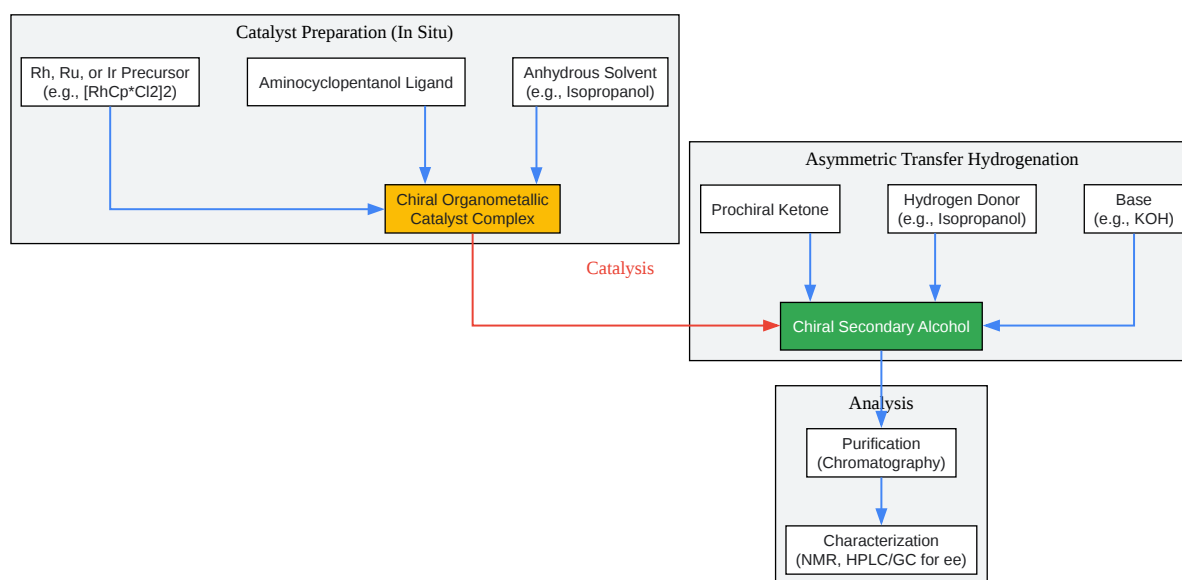 Catalyst Preparation (In Situ)
Rh, Ru, or Ir Precursor
(e.g., [RhCp*Cl2]2)
Aminocyclopentanol Ligand
Anhydrous Solvent
(e.g., Isopropanol)
Chiral Organometallic
Catalyst Complex
Catalysis
Asymmetric Transfer Hydrogenation
Prochiral Ketone
Hydrogen Donor
(e.g., Isopropanol)
Base
(e.g., KOH)
Chiral Secondary Alcohol
Analysis
Purification
(Chromatography)
Characterization
(NMR, HPLC/GC for ee)